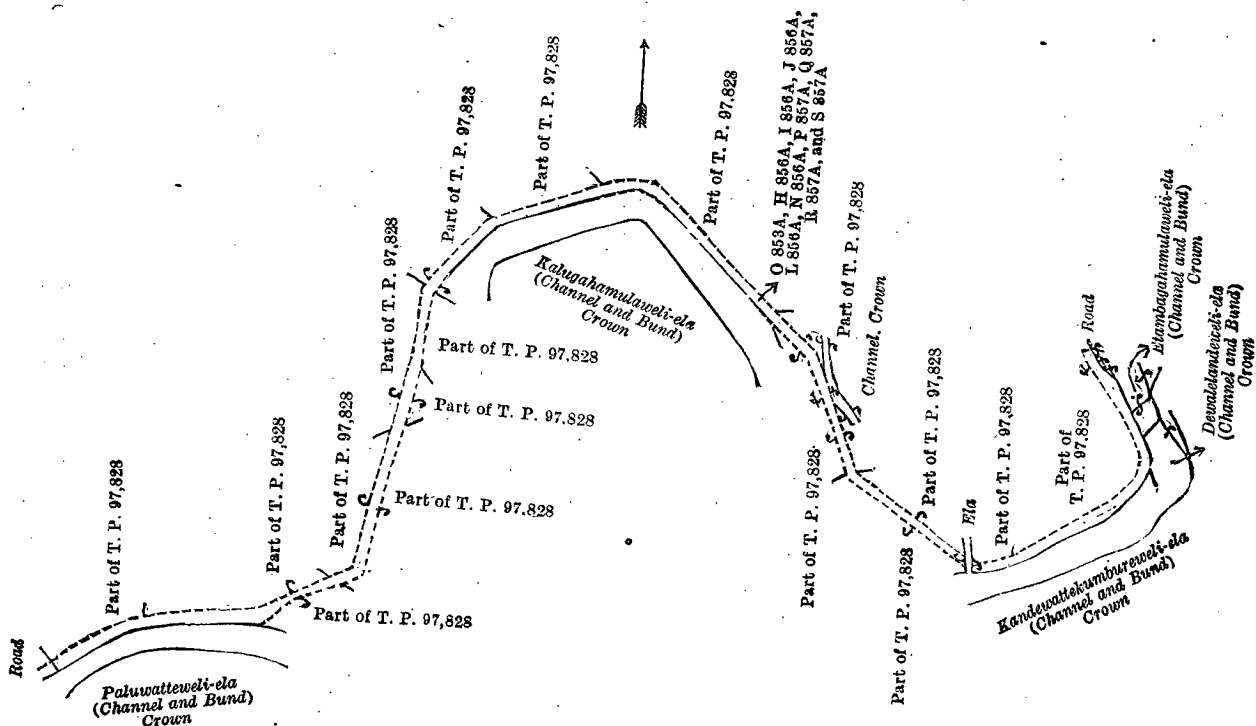 Road
Part of T. P. 97,828
Paluwatteweli-ela
(Channel and Bund)
Crown
Part of T. P. 97,828
Part of T. P. 97,828
Part of T. P. 97,828
Part of T. P. 97,828
Part of T. P. 97,828
Part of T. P. 97,828
Part of T. P. 97,828
Part of T. P. 97,828
Part of T. P. 97,828
Part of T. P. 97,828
Kalugahamulaweli-ela
(Channel and Bund)
Crown
Part of T. P. 97,828
O 853A, H 856A, I 856A, J 856A,
L 856A, N 856A, P 857A, Q 857A,
R 857A, and S 857A
Part of T. P. 97,828
Channel. Crown
Part of T. P. 97,828
Part of T. P. 97,828
Part of T. P. 97,828
Ela
Part of T. P. 97,828
Part of
T. P. 97,828
Road
Etambagahamulaweli-ela
(Channel and Bund)
Crown
Dewalelandeweli-ela
(Channel and Bund)
Crown
Kandewattekumbureweli-ela
(Channel and Bund)
Crown